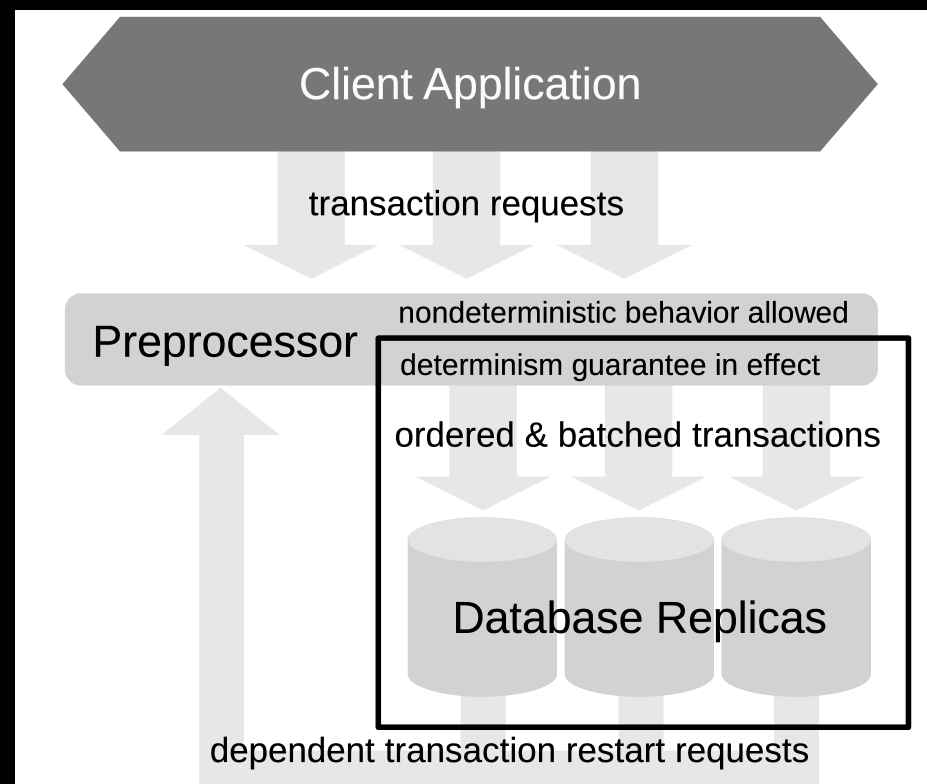 Client Application
transaction requests
nondeterministic behavior allowed
Preprocessor
determinism guarantee in effect
ordered & batched transactions
Database Replicas
dependent transaction restart requests